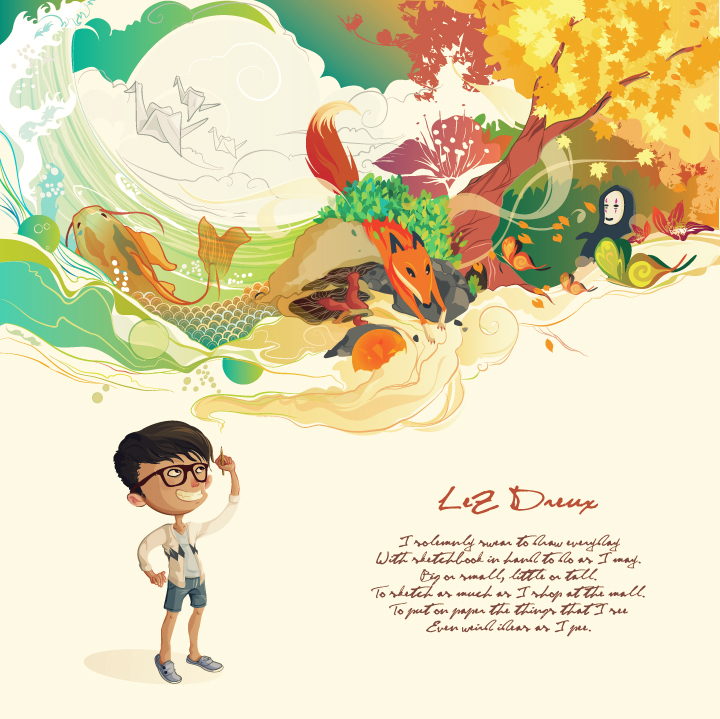 LeZ Dreux
I solemnly swear to draw everyday
With sketchbook in hand to do as I may.
Big or small, little or tall.
To sketch as much as I shop at the mall.
To put on paper the things that I see
Even weird ideas as I pee.